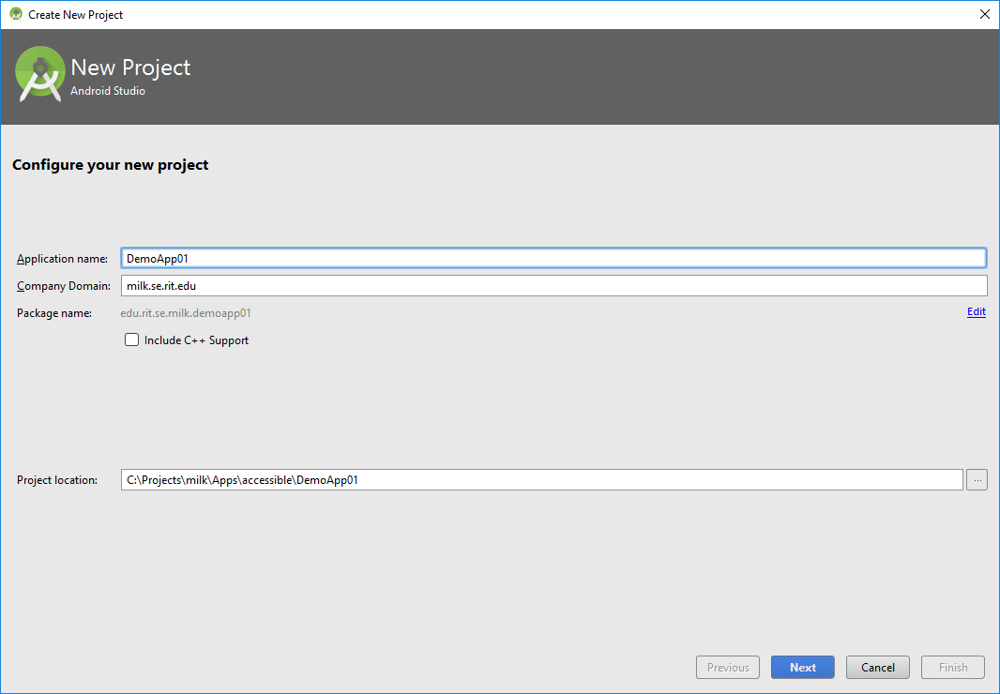 Create New Project
New Project
Android Studio
Configure your new project
Application name: DemoApp01
Company Domain: milk.se.rit.edu
Package name: edu.rit.se.milk.demoapp01 Edit
Include C++ Support
Project location: C:\Projects\milk\Apps\accessible\DemoApp01 ...
Previous Next Cancel Finish